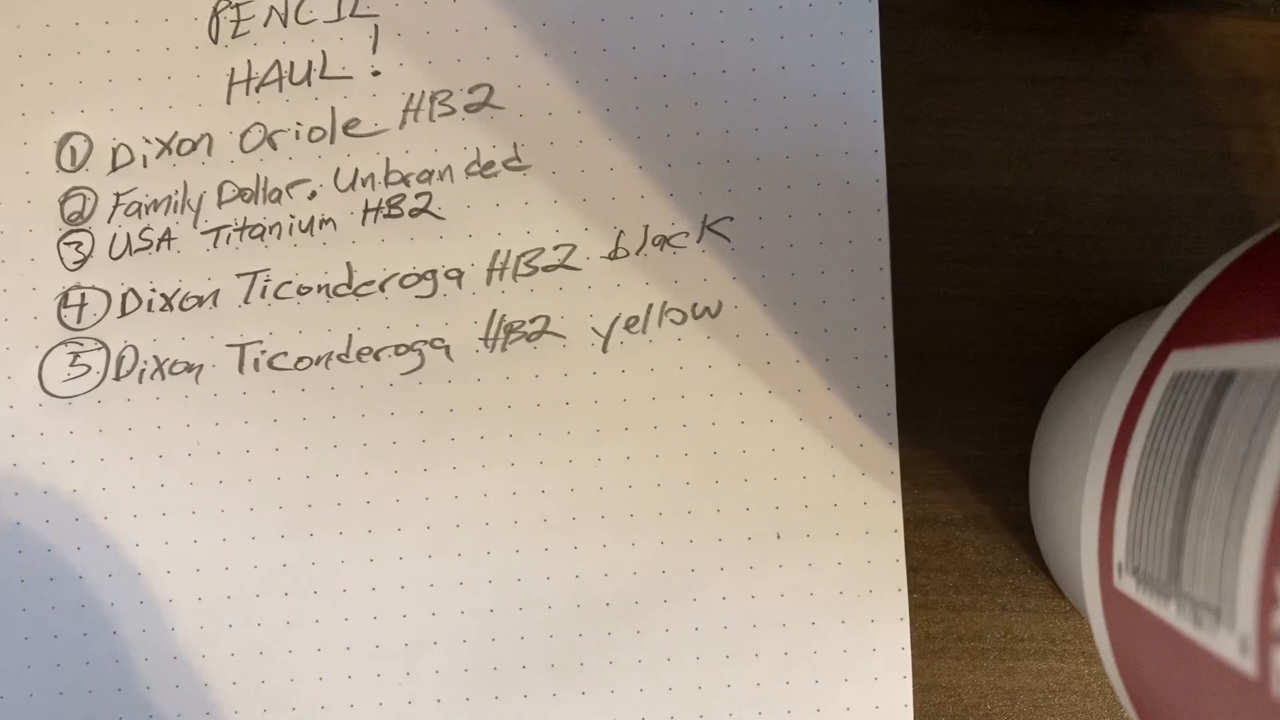 PENCIL
HAUL!
① Dixon Oriole HB2
② Family Dollar. Unbranded
③ USA Titanium HB2
④ Dixon Ticonderoga HB2 black
⑤ Dixon Ticonderoga HB2 yellow